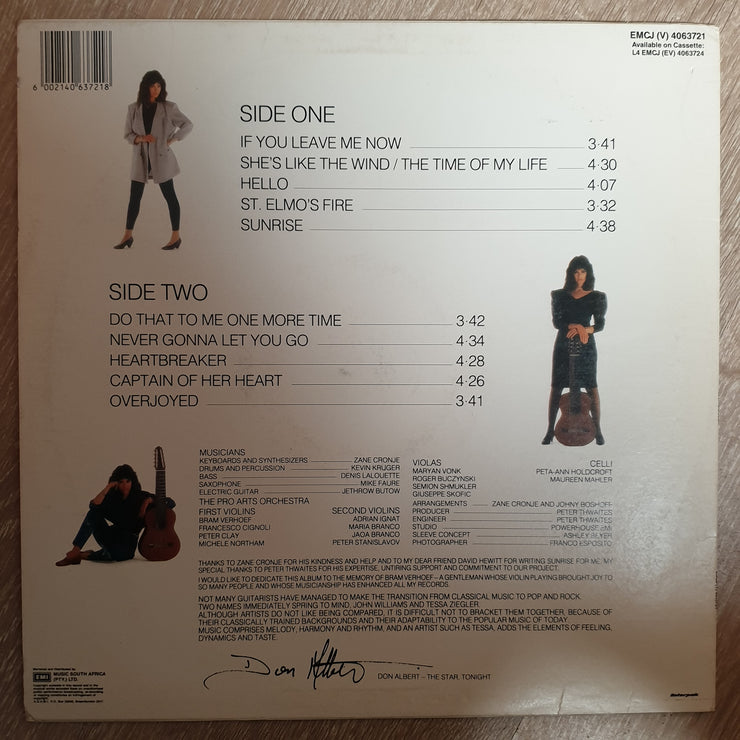 EMCJ (V) 4063721
Available on Cassette:
L4 EMCJ (EV) 4063724
6 002140 637218
SIDE ONE
IF YOU LEAVE ME NOW 3·41
SHE'S LIKE THE WIND / THE TIME OF MY LIFE 4·30
HELLO 4·07
ST. ELMO'S FIRE 3·32
SUNRISE 4·38
SIDE TWO
DO THAT TO ME ONE MORE TIME 3·42
NEVER GONNA LET YOU GO 4·34
HEARTBREAKER 4·28
CAPTAIN OF HER HEART 4·26
OVERJOYED 3·41
MUSICIANS
KEYBOARDS AND SYNTHESIZERS ZANE CRONJE
DRUMS AND PERCUSSION KEVIN KRUGER
BASS DENIS LALOUETTE
SAXOPHONE MIKE FAURE
ELECTRIC GUITAR JETHROW BUTOW
THE PRO ARTS ORCHESTRA
FIRST VIOLINS
BRAM VERHOEF
FRANCESCO CIGNOLI
PETER CLAY
MICHELE NORTHAM
SECOND VIOLINS
ADRIAN IGNAT
MARIA BRANCO
JAOA BRANCO
PETER STANISLAVOV
VIOLAS
MARYAN VONK
ROGER BUCZYNSKI
SEMION SHMUKLER
GIUSEPPE SKOFIC
CELLI
PETA-ANN HOLDCROFT
MAUREEN MAHLER
ARRANGEMENTS ZANE CRONJE AND JOHNY BOSHOFF
PRODUCER PETER THWAITES
ENGINEER PETER THWAITES
STUDIO POWERHOUSE EMI
SLEEVE CONCEPT ASHLEY BEYER
PHOTOGRAPHER FRANCO ESPOSITO
THANKS TO ZANE CRONJE FOR HIS KINDNESS AND HELP AND TO MY DEAR FRIEND DAVID HEWITT FOR WRITING SUNRISE FOR ME. MY
SPECIAL THANKS TO PETER THWAITES FOR HIS EXPERTISE, UNTIRING SUPPORT AND COMMITMENT TO OUR PROJECT.
I WOULD LIKE TO DEDICATE THIS ALBUM TO THE MEMORY OF BRAM VERHOEF – A GENTLEMAN WHOSE VIOLIN PLAYING BROUGHT JOY TO
SO MANY PEOPLE AND WHOSE MUSICIANSHIP HAS ENHANCED ALL MY RECORDS.
NOT MANY GUITARISTS HAVE MANAGED TO MAKE THE TRANSITION FROM CLASSICAL MUSIC TO POP AND ROCK.
TWO NAMES IMMEDIATELY SPRING TO MIND. JOHN WILLIAMS AND TESSA ZIEGLER.
ALTHOUGH ARTISTS DO NOT LIKE BEING COMPARED, IT IS DIFFICULT NOT TO BRACKET THEM TOGETHER, BECAUSE OF
THEIR CLASSICALLY TRAINED BACKGROUNDS AND THEIR ADAPTABILITY TO THE POPULAR MUSIC OF TODAY.
MUSIC COMPRISES MELODY, HARMONY AND RHYTHM, AND AN ARTIST SUCH AS TESSA, ADDS THE ELEMENTS OF FEELING,
DYNAMICS AND TASTE.
Don Albert
DON ALBERT – THE STAR, TONIGHT
EMI
MUSIC SOUTH AFRICA
(PTY.) LTD.